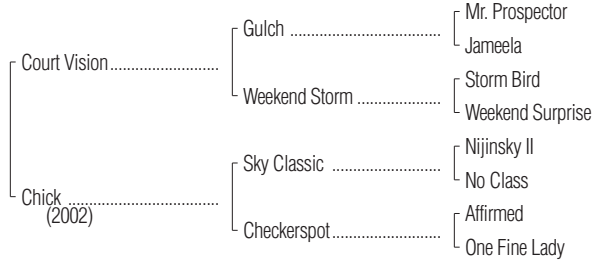 Mr. Prospector
Gulch ..............................
Jameela
Court Vision......................
Storm Bird
Weekend Storm ................
Weekend Surprise
Nijinsky II
Sky Classic .....................
No Class
Chick ..............................
(2002)
Affirmed
Checkerspot.....................
One Fine Lady